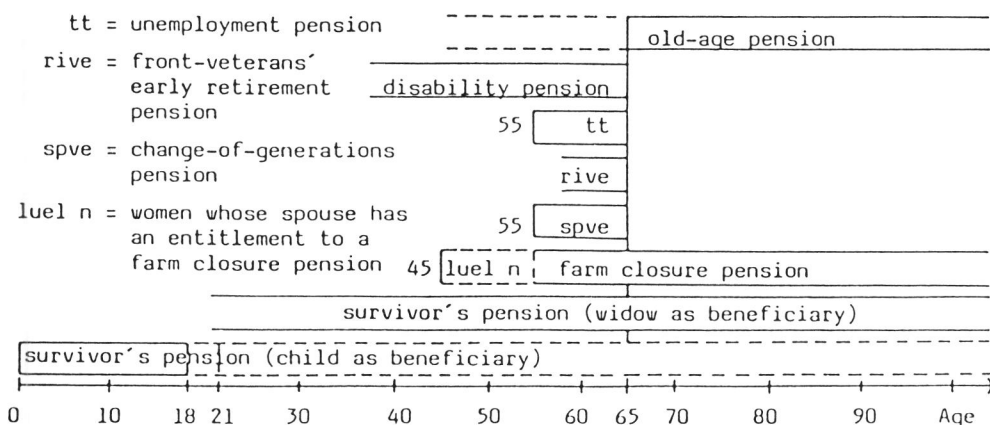 tt = unemployment pension
old-age pension
rive = front-veterans´
early retirement
pension
disability pension
55 tt
spve = change-of-generations
pension
rive
luel n = women whose spouse has
an entitlement to a
farm closure pension
55 spve
45 luel n farm closure pension
survivor´s pension (widow as beneficiary)
survivor´s pension (child as beneficiary)
0 10 18 21 30 40 50 60 65 70 80 90 Age